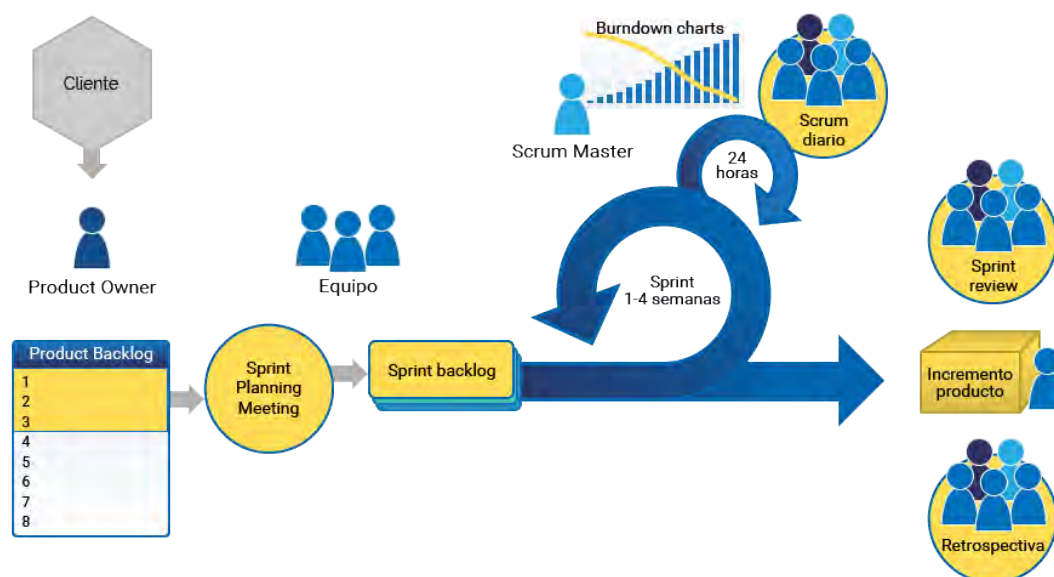 Cliente
Product Owner
Product Backlog
1
2
3
4
5
6
7
8
Sprint
Planning
Meeting
Equipo
Sprint backlog
Burndown charts
Scrum Master
Scrum
diario
24
horas
Sprint
1-4 semanas
Sprint
review
Incremento
producto
Retrospectiva